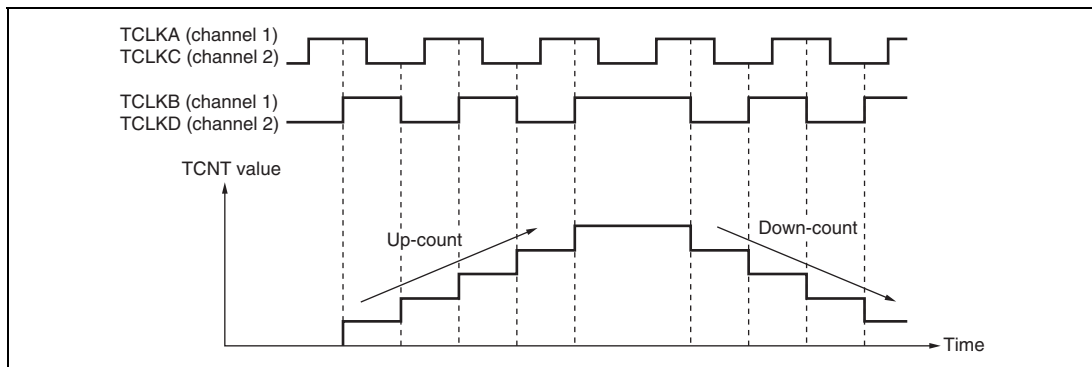 TCLKA (channel 1)
TCLKC (channel 2)
TCLKB (channel 1)
TCLKD (channel 2)
TCNT value
Up-count
Down-count
Time